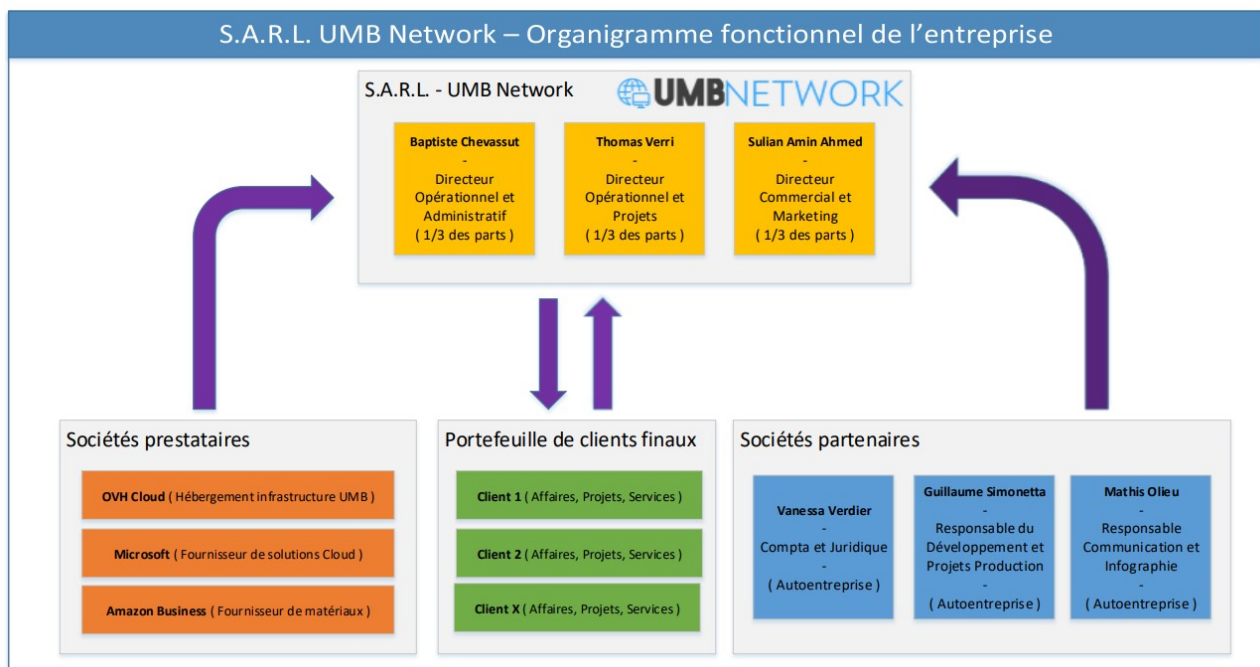 S.A.R.L. UMB Network – Organigramme fonctionnel de l’entreprise
S.A.R.L. - UMB Network
UMBNETWORK
Baptiste Chevassut
-
Directeur
Opérationnel et
Administratif
( 1/3 des parts )
Thomas Verri
-
Directeur
Opérationnel et
Projets
( 1/3 des parts )
Sulian Amin Ahmed
-
Directeur
Commercial et
Marketing
( 1/3 des parts )
Sociétés prestataires
OVH Cloud ( Hébergement infrastructure UMB )
Microsoft ( Fournisseur de solutions Cloud )
Amazon Business ( Fournisseur de matériaux )
Portefeuille de clients finaux
Client 1 ( Affaires, Projets, Services )
Client 2 ( Affaires, Projets, Services )
Client X ( Affaires, Projets, Services )
Sociétés partenaires
Vanessa Verdier
-
Compta et Juridique
-
( Autoentreprise )
Guillaume Simonetta
-
Responsable du
Développement et
Projets Production
-
( Autoentreprise )
Mathis Olieu
-
Responsable
Communication et
Infographie
-
( Autoentreprise )